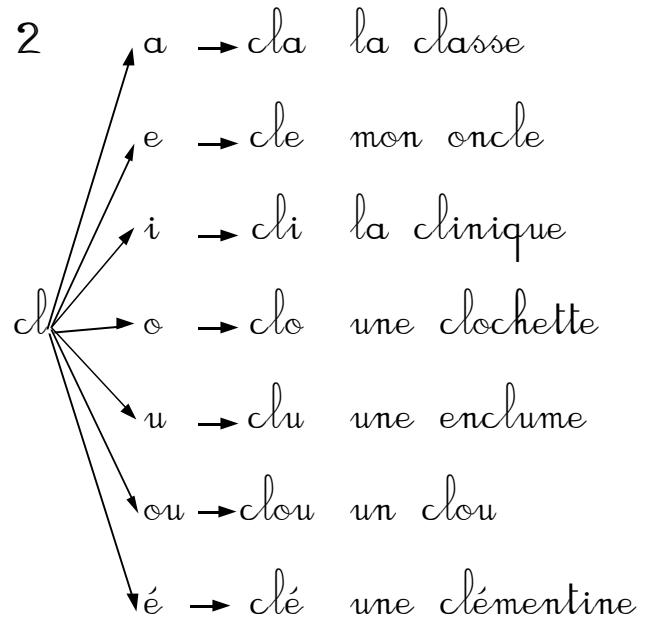 2
a → cla la classe
e → cle mon oncle
i → cli la clinique
cl o → clo une clochette
u → clu une enclume
ou → clou un clou
é → clé une clémentine